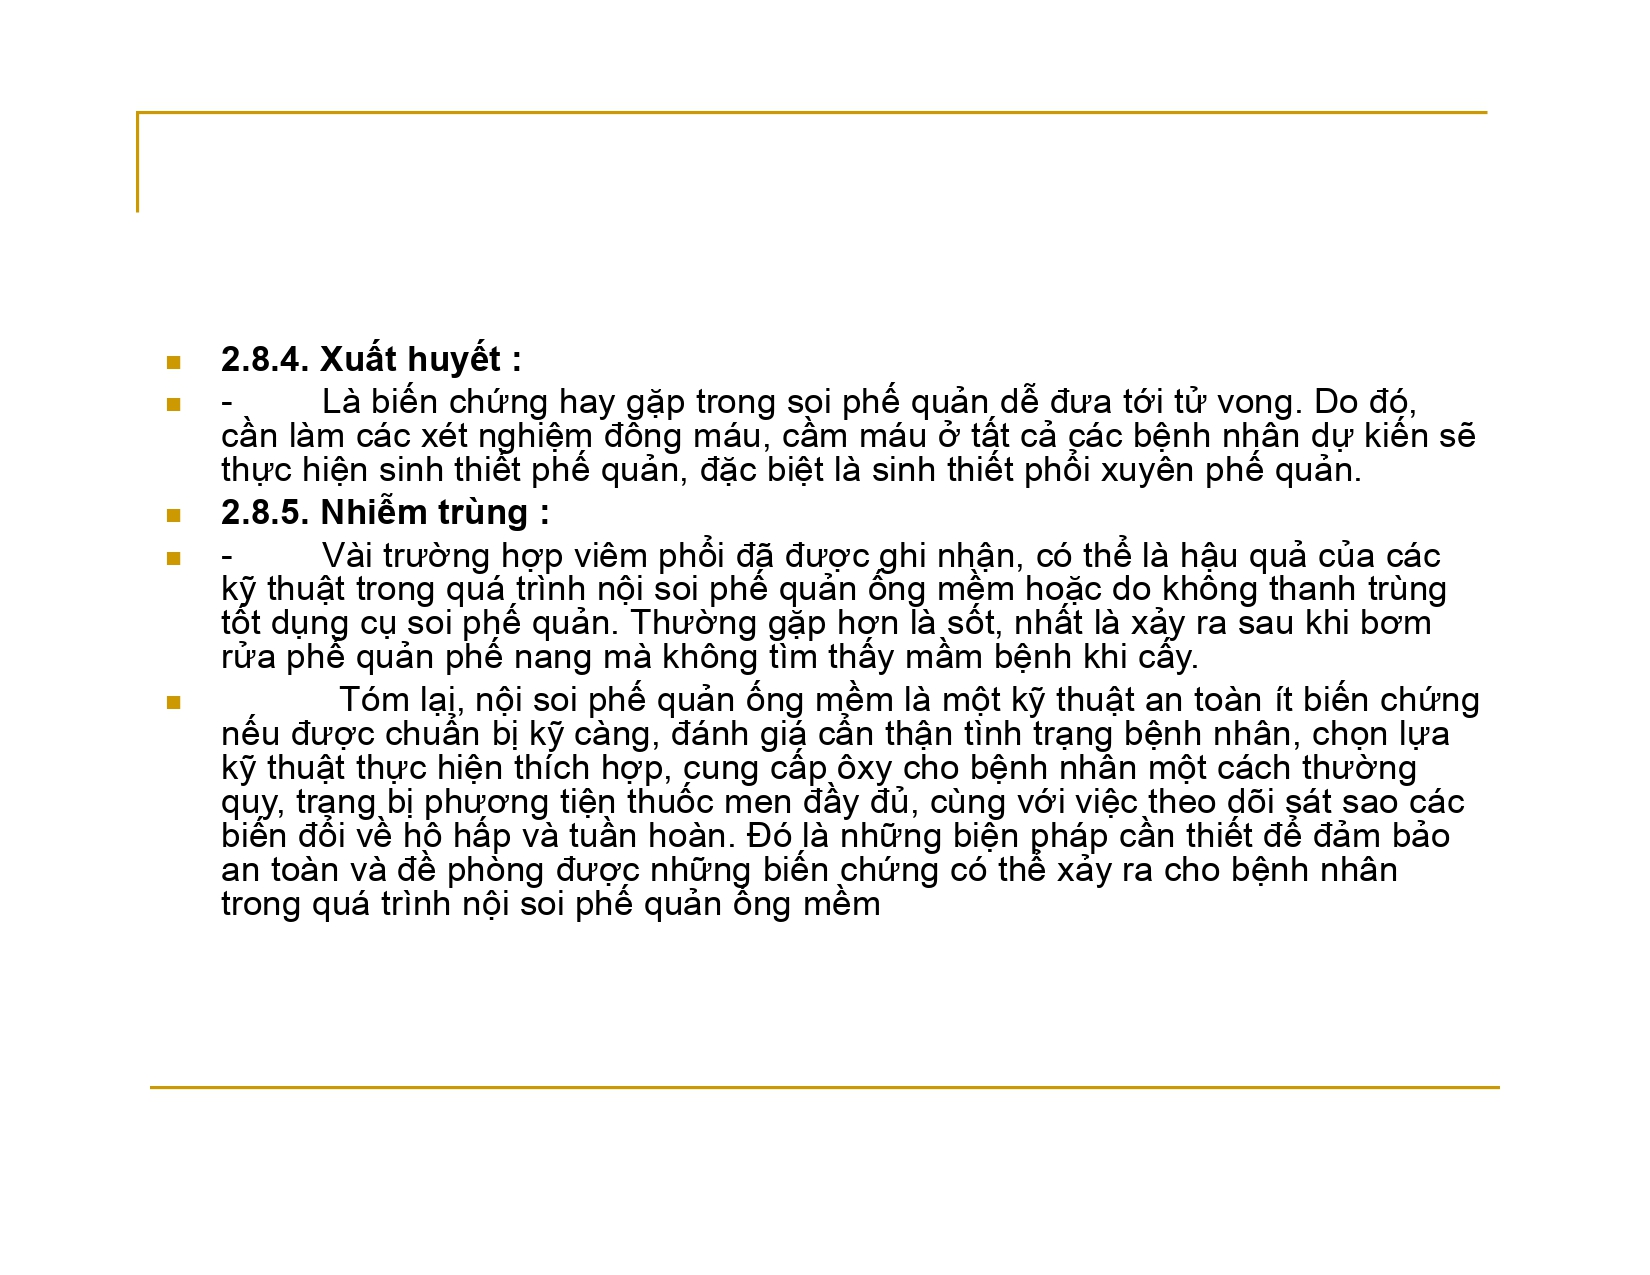 2.8.4. Xuất huyết :
- Là biến chứng hay gặp trong soi phế quản dễ đưa tới tử vong. Do đó,
cần làm các xét nghiệm đông máu, cầm máu ở tất cả các bệnh nhân dự kiến sẽ
thực hiện sinh thiết phế quản, đặc biệt là sinh thiết phổi xuyên phế quản.
2.8.5. Nhiễm trùng :
- Vài trường hợp viêm phổi đã được ghi nhận, có thể là hậu quả của các
kỹ thuật trong quá trình nội soi phế quản ống mềm hoặc do không thanh trùng
tốt dụng cụ soi phế quản. Thường gặp hơn là sốt, nhất là xảy ra sau khi bơm
rửa phế quản phế nang mà không tìm thấy mầm bệnh khi cấy.
Tóm lại, nội soi phế quản ống mềm là một kỹ thuật an toàn ít biến chứng
nếu được chuẩn bị kỹ càng, đánh giá cẩn thận tình trạng bệnh nhân, chọn lựa
kỹ thuật thực hiện thích hợp, cung cấp ôxy cho bệnh nhân một cách thường
quy, trang bị phương tiện thuốc men đầy đủ, cùng với việc theo dõi sát sao các
biến đổi về hô hấp và tuần hoàn. Đó là những biện pháp cần thiết để đảm bảo
an toàn và đề phòng được những biến chứng có thể xảy ra cho bệnh nhân
trong quá trình nội soi phế quản ống mềm